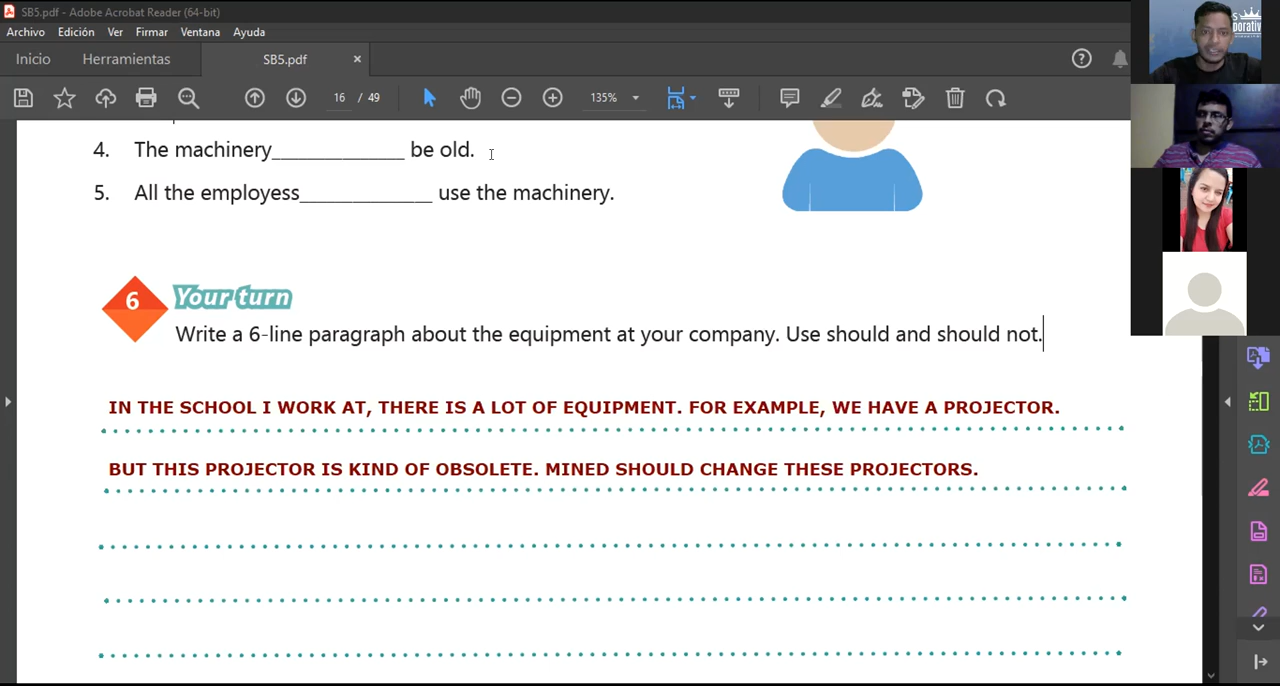 SB5.pdf - Adobe Acrobat Reader (64-bit)
Archivo Edición Ver Firmar Ventana Ayuda
Inicio Herramientas SB5.pdf ×
16 / 49 135%
4. The machinery______________ be old.
5. All the employess_____________ use the machinery.
6 Your turn
Write a 6-line paragraph about the equipment at your company. Use should and should not.
IN THE SCHOOL I WORK AT, THERE IS A LOT OF EQUIPMENT. FOR EXAMPLE, WE HAVE A PROJECTOR.
BUT THIS PROJECTOR IS KIND OF OBSOLETE. MINED SHOULD CHANGE THESE PROJECTORS.